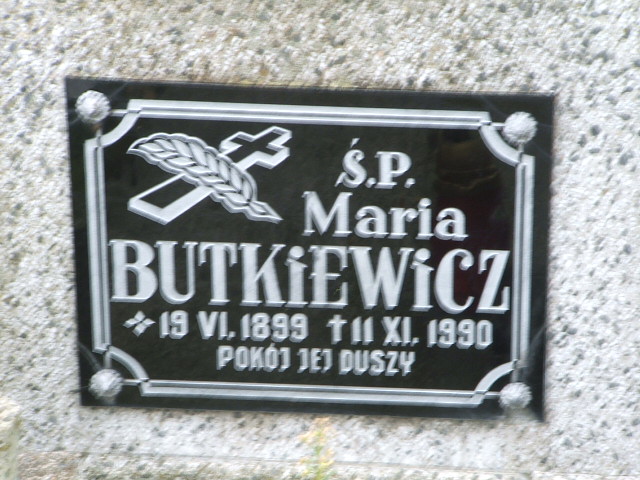 Ś.P.
Maria
BUTKiEWiCZ
19 VI. 1899 †11 XI. 1990
POKÓJ JEJ DUSZY